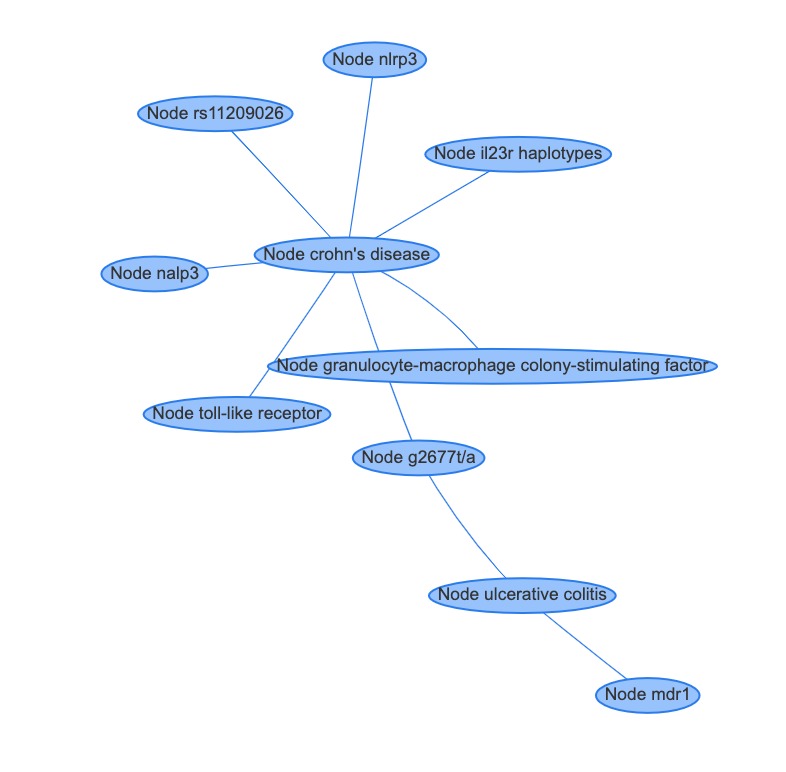 Node nlrp3
Node rs11209026
Node il23r haplotypes
Node crohn's disease
Node nalp3
Node granulocyte-macrophage colony-stimulating factor
Node toll-like receptor
Node g2677t/a
Node ulcerative colitis
Node mdr1